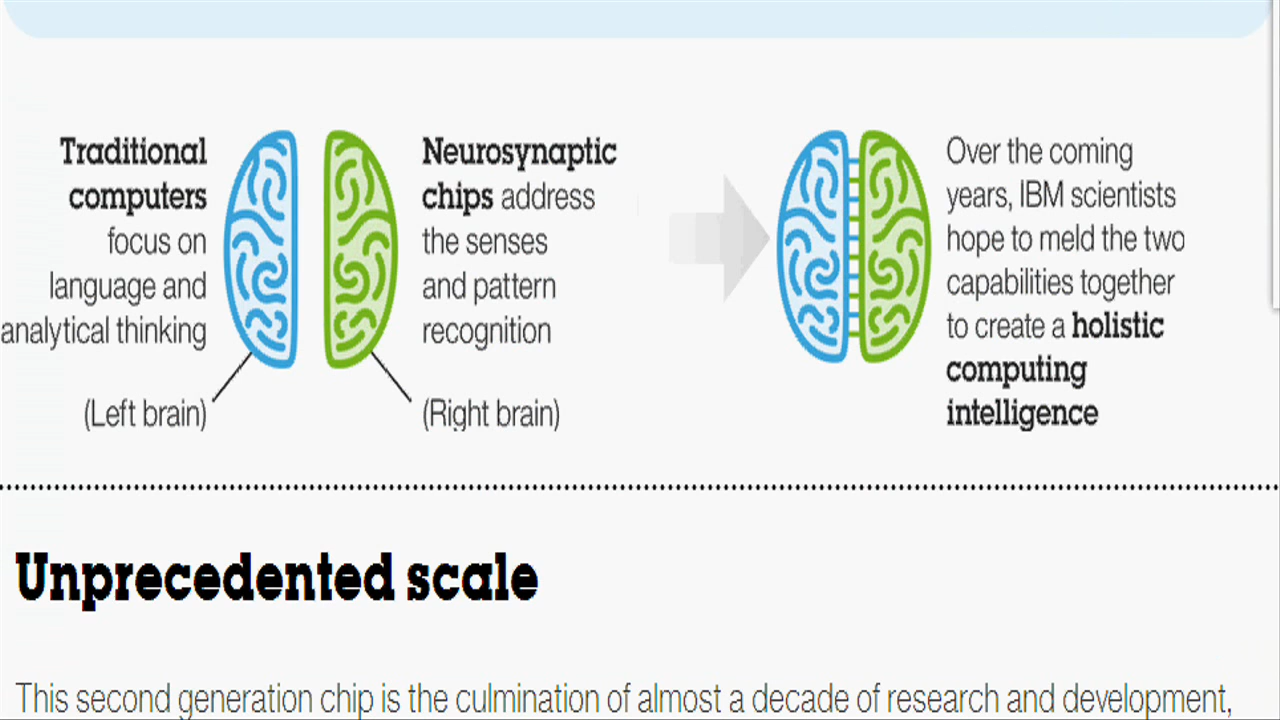 Traditional
computers
focus on
language and
analytical thinking
(Left brain)
Neurosynaptic
chips address
the senses
and pattern
recognition
(Right brain)
Over the coming
years, IBM scientists
hope to meld the two
capabilities together
to create a holistic
computing
intelligence
Unprecedented scale
This second generation chip is the culmination of almost a decade of research and development,